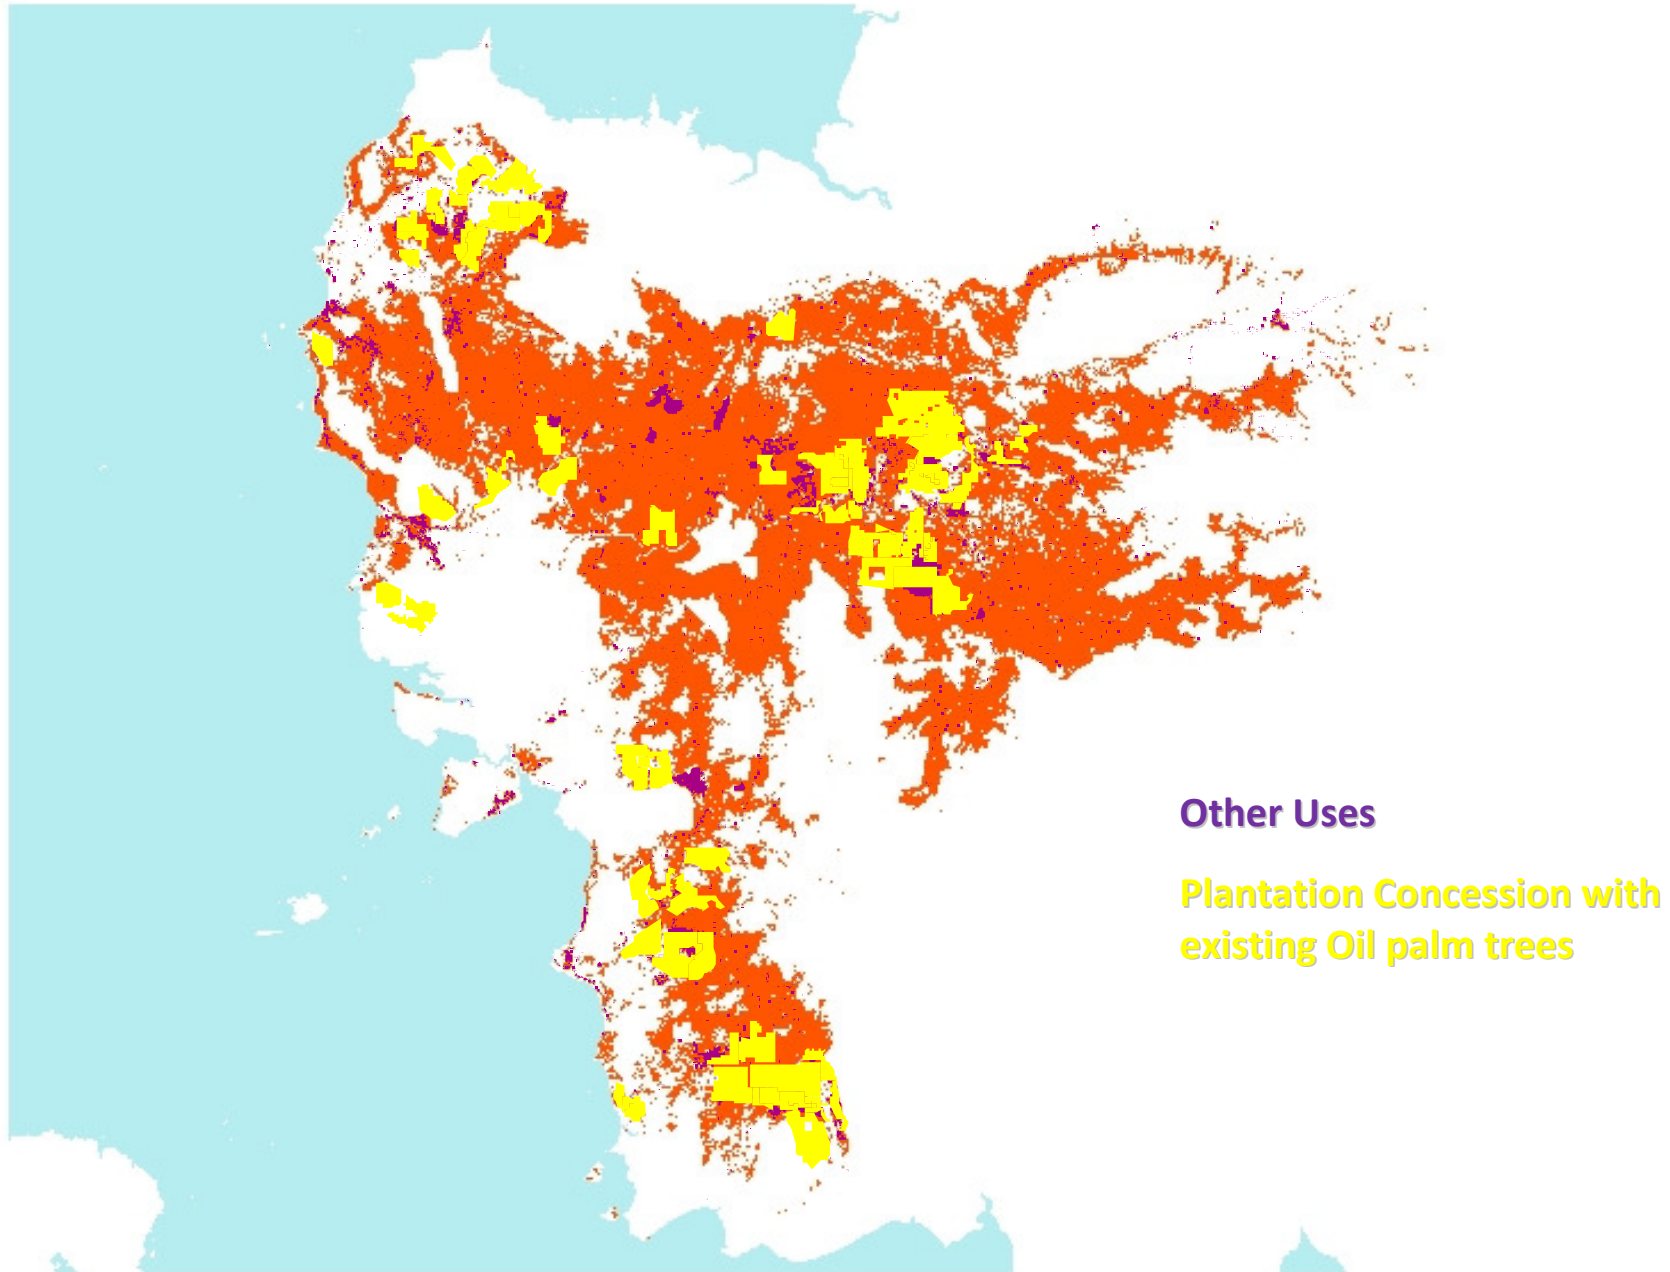 Other Uses
Plantation Concession with
existing Oil palm trees